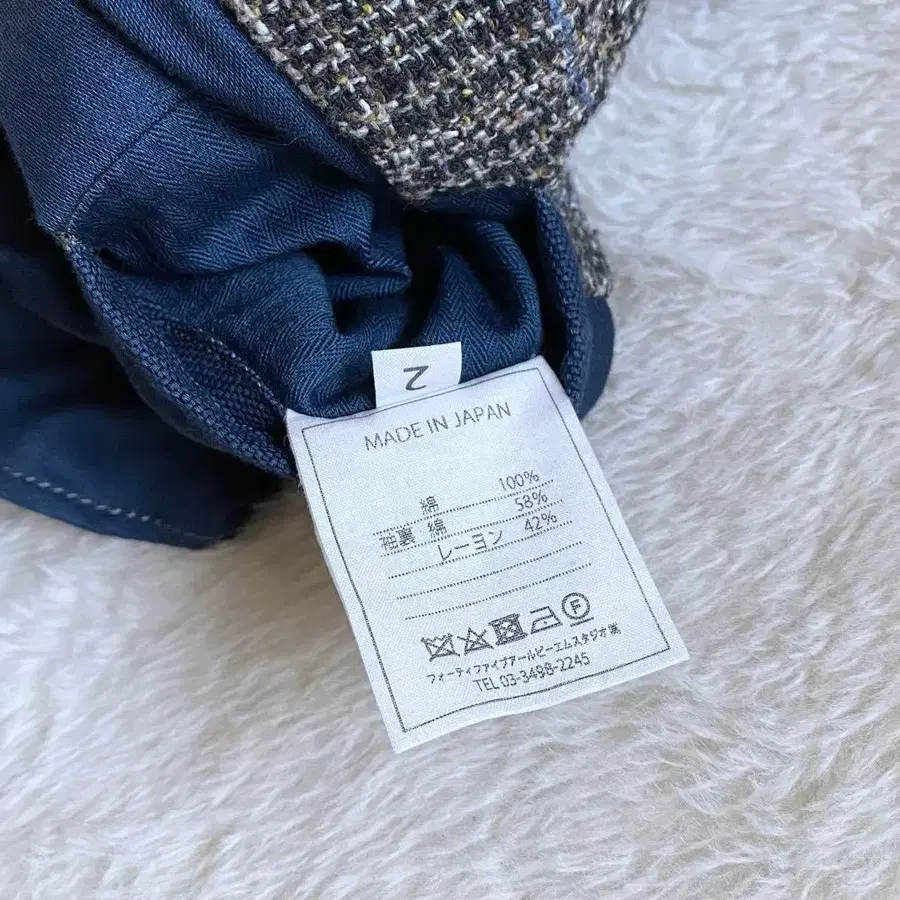 2
MADE IN JAPAN
綿 100%
袖裏 綿 58%
レーヨン 42%
F
フォーティファイブアールピーエムスタジオ㈱
TEL 03-3498-2245